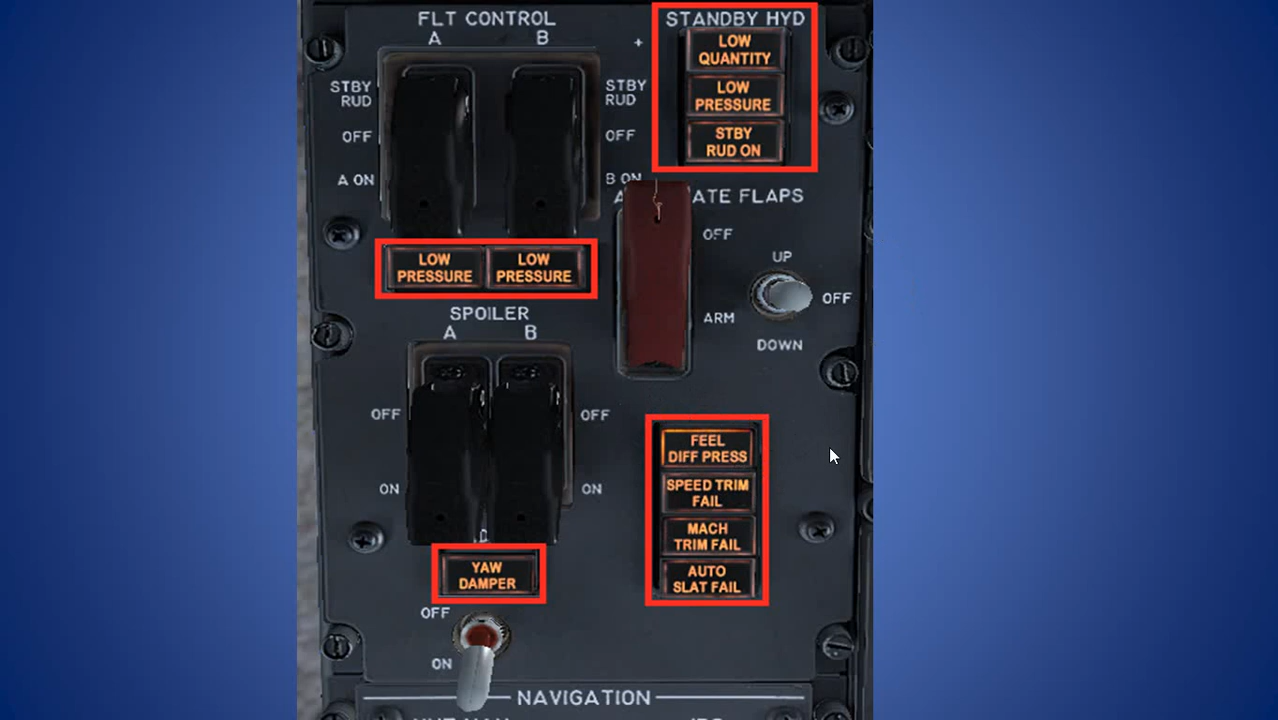 FLT CONTROL
A B
STANDBY HYD
LOW
QUANTITY
LOW
PRESSURE
STBY
RUD ON
STBY
RUD
STBY
RUD
OFF
OFF
A ON
B ON
ATE FLAPS
OFF
UP
OFF
ARM
DOWN
LOW
PRESSURE
LOW
PRESSURE
SPOILER
A B
OFF
OFF
ON
ON
FEEL
DIFF PRESS
SPEED TRIM
FAIL
MACH
TRIM FAIL
AUTO
SLAT FAIL
YAW
DAMPER
OFF
ON
NAVIGATION